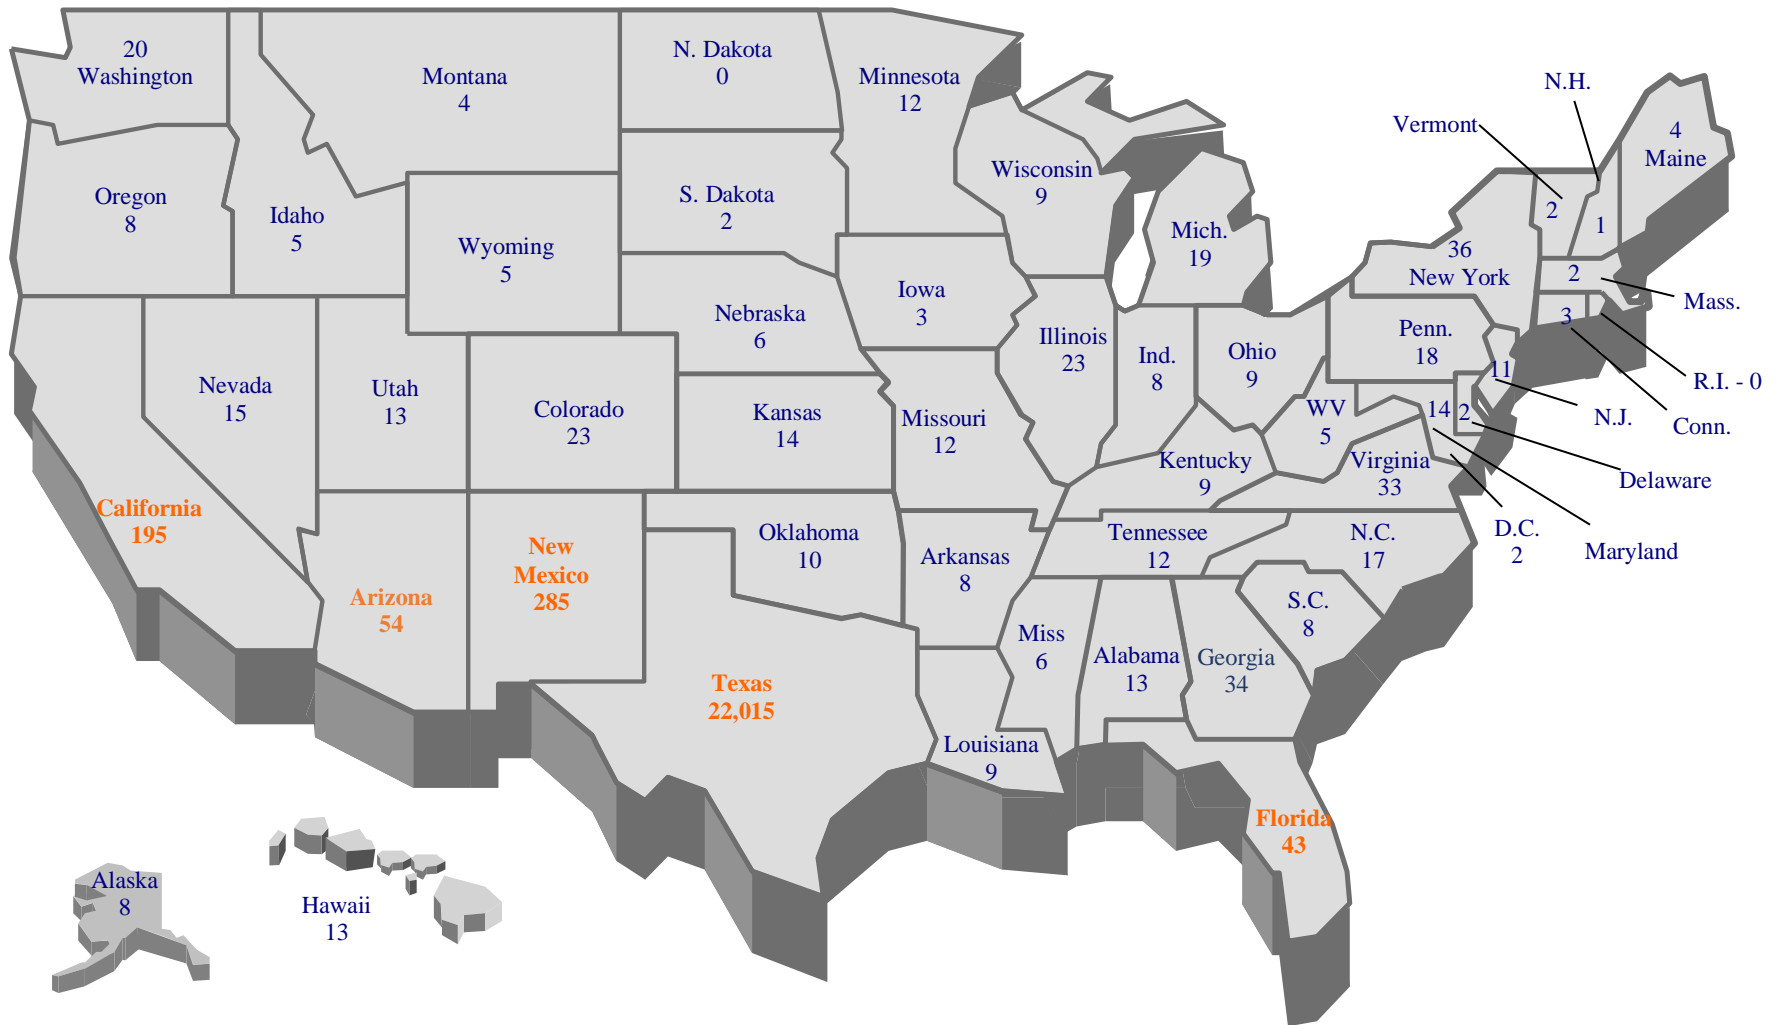 20
Washington
Montana
4
N. Dakota
0
Minnesota
12
N.H.
Vermont
4
Maine
Oregon
8
Idaho
5
Wyoming
5
S. Dakota
2
Wisconsin
9
Mich.
19
2
1
36
New York
2
Mass.
Nebraska
6
Iowa
3
Illinois
23
Ind.
8
Ohio
9
Penn.
18
3
11
R.I. - 0
N.J.
Conn.
Nevada
15
Utah
13
Colorado
23
Kansas
14
Missouri
12
WV
5
14
2
Kentucky
9
Virginia
33
Delaware
California
195
Arizona
54
New
Mexico
285
Oklahoma
10
Arkansas
8
Tennessee
12
N.C.
17
D.C.
2
Maryland
S.C.
8
Texas
22,015
Miss
6
Alabama
13
Georgia
34
Louisiana
9
Florida
43
Alaska
8
Hawaii
13